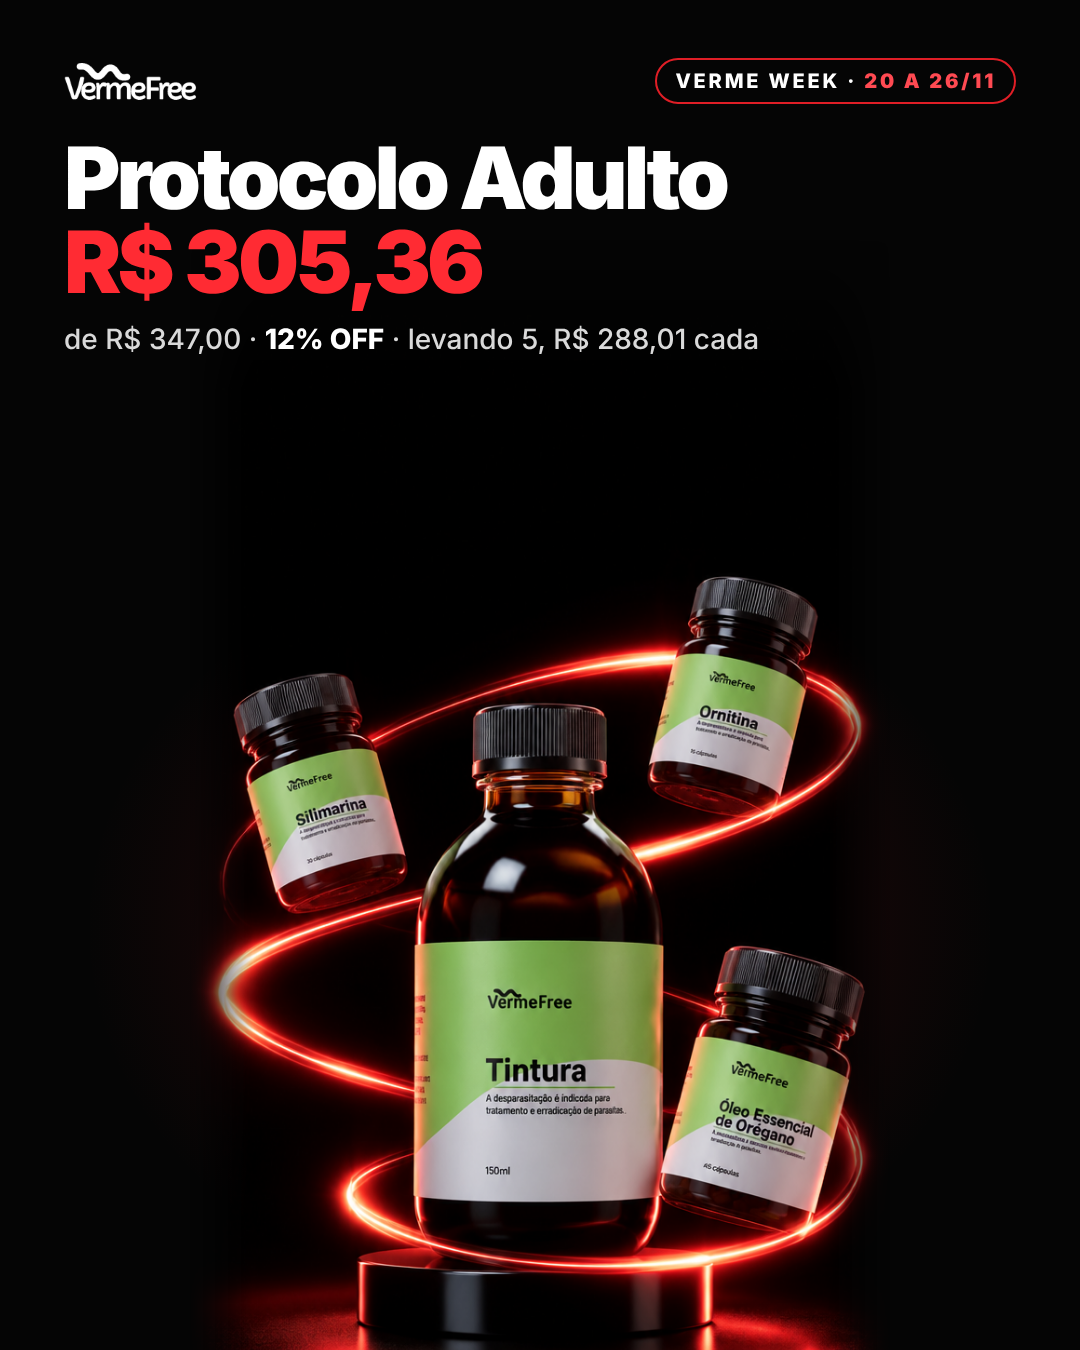 VermeFree
VERME WEEK · 20 A 26/11
Protocolo Adulto
R$ 305,36
de R$ 347,00 · 12% OFF · levando 5, R$ 288,01 cada
VermeFree
Ornitina
VermeFree
Silimarina
30 cápsulas
VermeFree
Tintura
A desparasitação é indicada para
tratamento e erradicação de parasitas.
150ml
VermeFree
Óleo Essencial
de Orégano
cápsulas